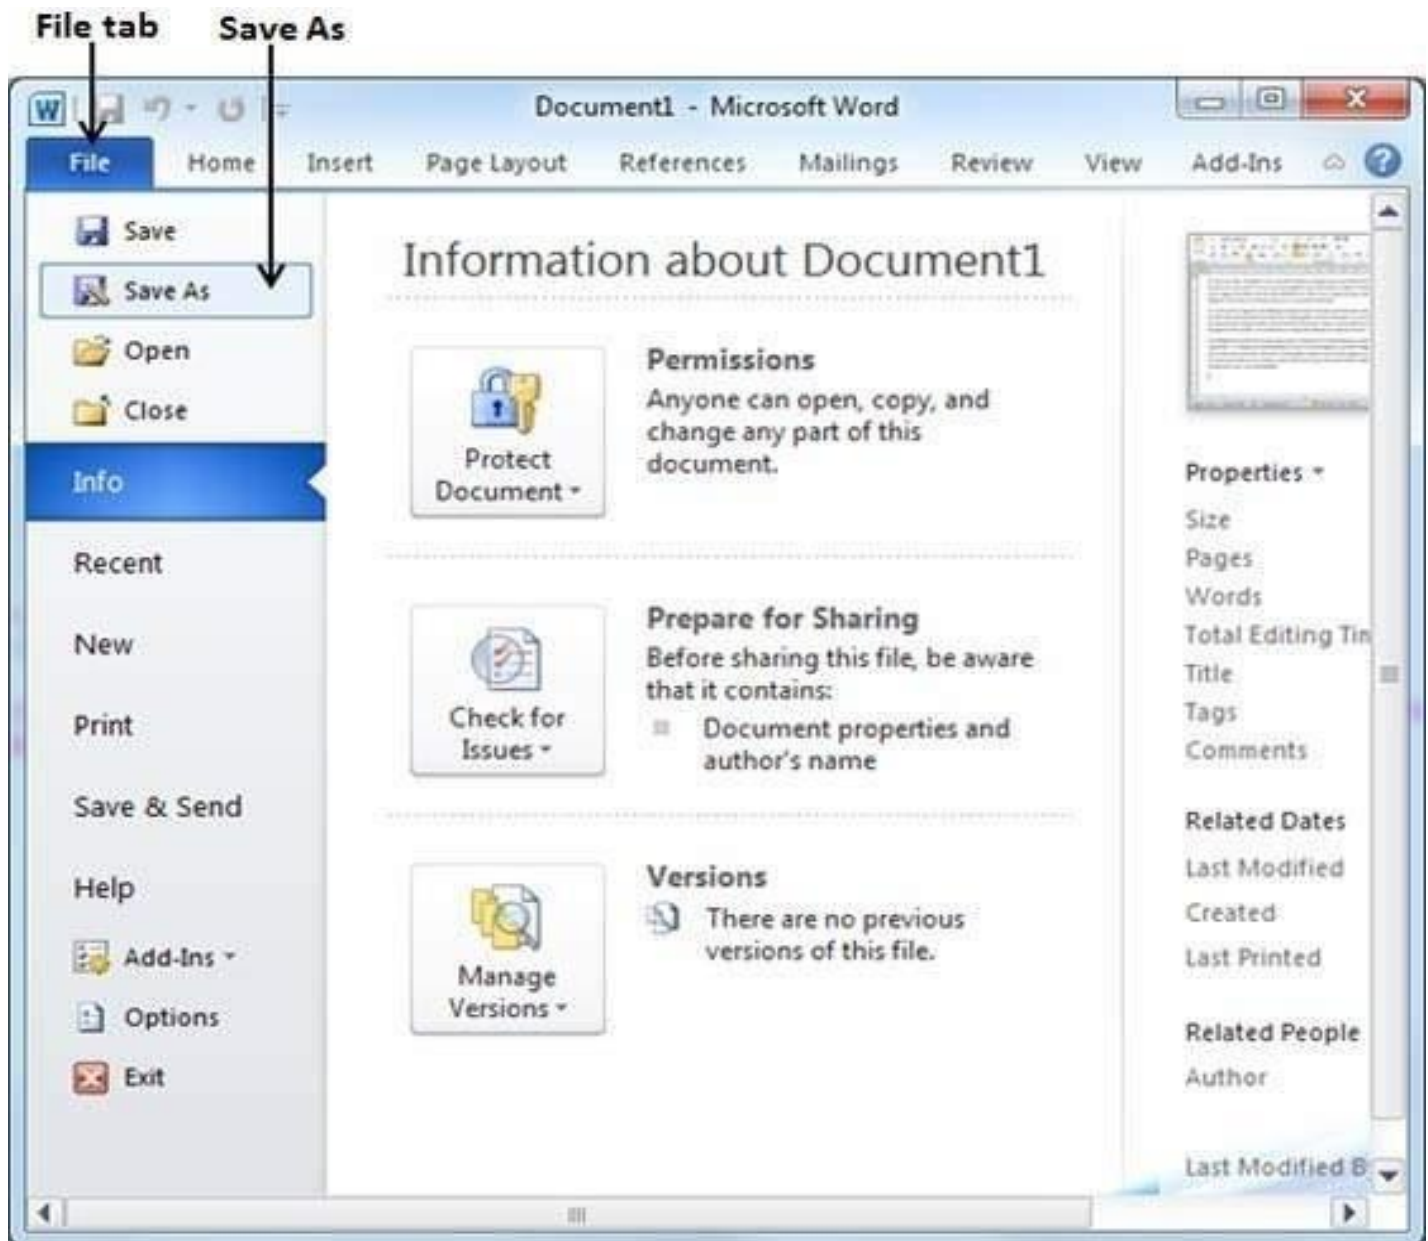 File tab Save As
Document1 - Microsoft Word
File Home Insert Page Layout References Mailings Review View Add-Ins
Save
Save As
Open
Close
Info
Recent
New
Print
Save & Send
Help
Add-Ins
Options
Exit
Information about Document1
Protect
Document
Permissions
Anyone can open, copy, and
change any part of this
document.
Check for
Issues
Prepare for Sharing
Before sharing this file, be aware
that it contains:
Document properties and
author's name
Manage
Versions
Versions
There are no previous
versions of this file.
Properties
Size
Pages
Words
Total Editing Tim
Title
Tags
Comments
Related Dates
Last Modified
Created
Last Printed
Related People
Author
Last Modified B